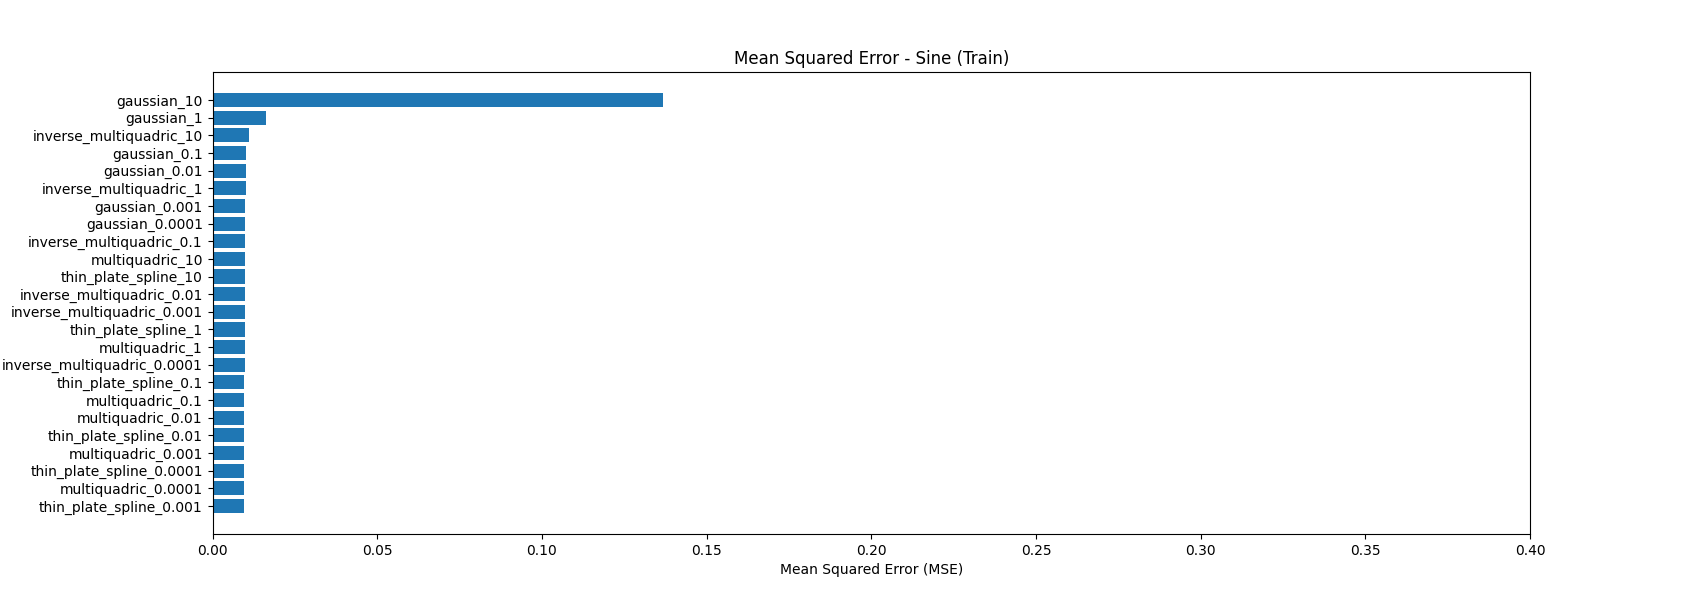 Mean Squared Error - Sine (Train)
gaussian_10
gaussian_1
inverse_multiquadric_10
gaussian_0.1
gaussian_0.01
inverse_multiquadric_1
gaussian_0.001
gaussian_0.0001
inverse_multiquadric_0.1
multiquadric_10
thin_plate_spline_10
inverse_multiquadric_0.01
inverse_multiquadric_0.001
thin_plate_spline_1
multiquadric_1
inverse_multiquadric_0.0001
thin_plate_spline_0.1
multiquadric_0.1
multiquadric_0.01
thin_plate_spline_0.01
multiquadric_0.001
thin_plate_spline_0.0001
multiquadric_0.0001
thin_plate_spline_0.001
0.00 0.05 0.10 0.15 0.20 0.25 0.30 0.35 0.40
Mean Squared Error (MSE)